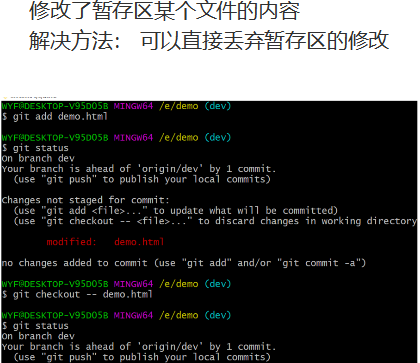 修改了暂存区某个文件的内容
解决方法： 可以直接丢弃暂存区的修改
WYF@DESKTOP-V95DO5B MINGW64 /e/demo (dev)
$ git add demo.html
WYF@DESKTOP-V95DO5B MINGW64 /e/demo (dev)
$ git status
On branch dev
Your branch is ahead of 'origin/dev' by 1 commit.
(use "git push" to publish your local commits)
Changes not staged for commit:
(use "git add <file>..." to update what will be committed)
(use "git checkout -- <file>..." to discard changes in working directory
modified: demo.html
no changes added to commit (use "git add" and/or "git commit -a")
WYF@DESKTOP-V95DO5B MINGW64 /e/demo (dev)
$ git checkout -- demo.html
WYF@DESKTOP-V95DO5B MINGW64 /e/demo (dev)
$ git status
On branch dev
Your branch is ahead of 'origin/dev' by 1 commit.
(use "git push" to publish your local commits)